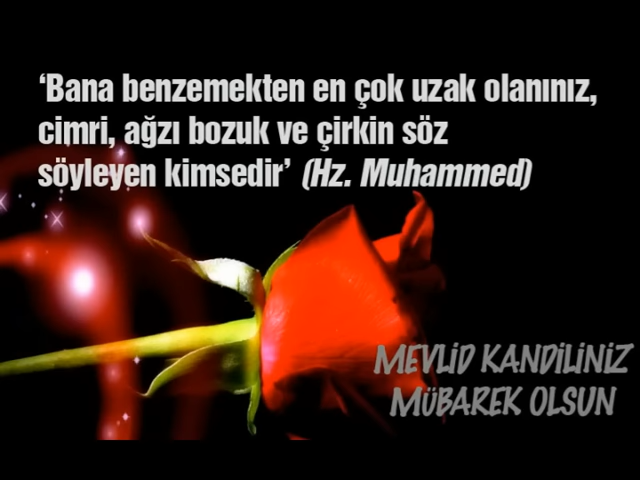 ‘Bana benzemekten en çok uzak olanınız,
cimri, ağzı bozuk ve çirkin söz
söyleyen kimsedir’ (Hz. Muhammed)
MEVLİD KANDİLİNİZ
MÜBAREK OLSUN